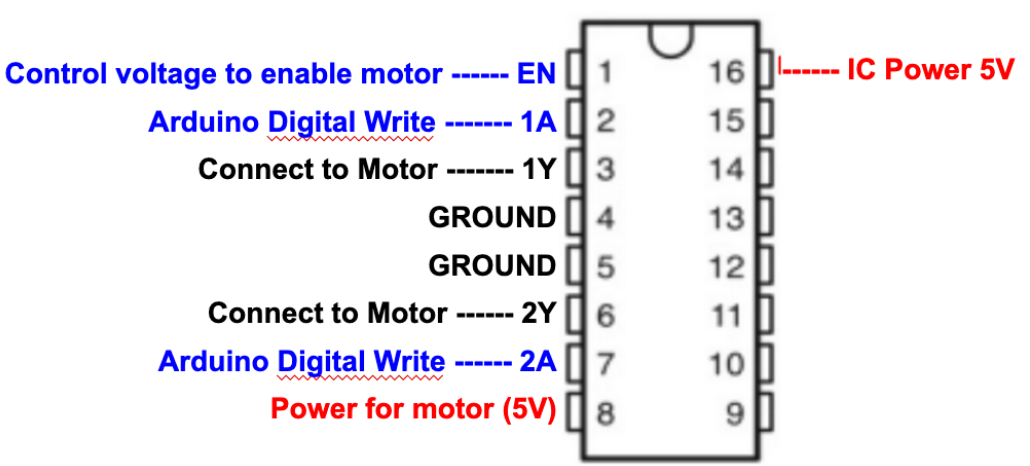 Control voltage to enable motor ------ EN 1 16 |------ IC Power 5V
Arduino Digital Write ------- 1A 2 15
Connect to Motor ------- 1Y 3 14
GROUND 4 13
GROUND 5 12
Connect to Motor ------ 2Y 6 11
Arduino Digital Write ------ 2A 7 10
Power for motor (5V) 8 9